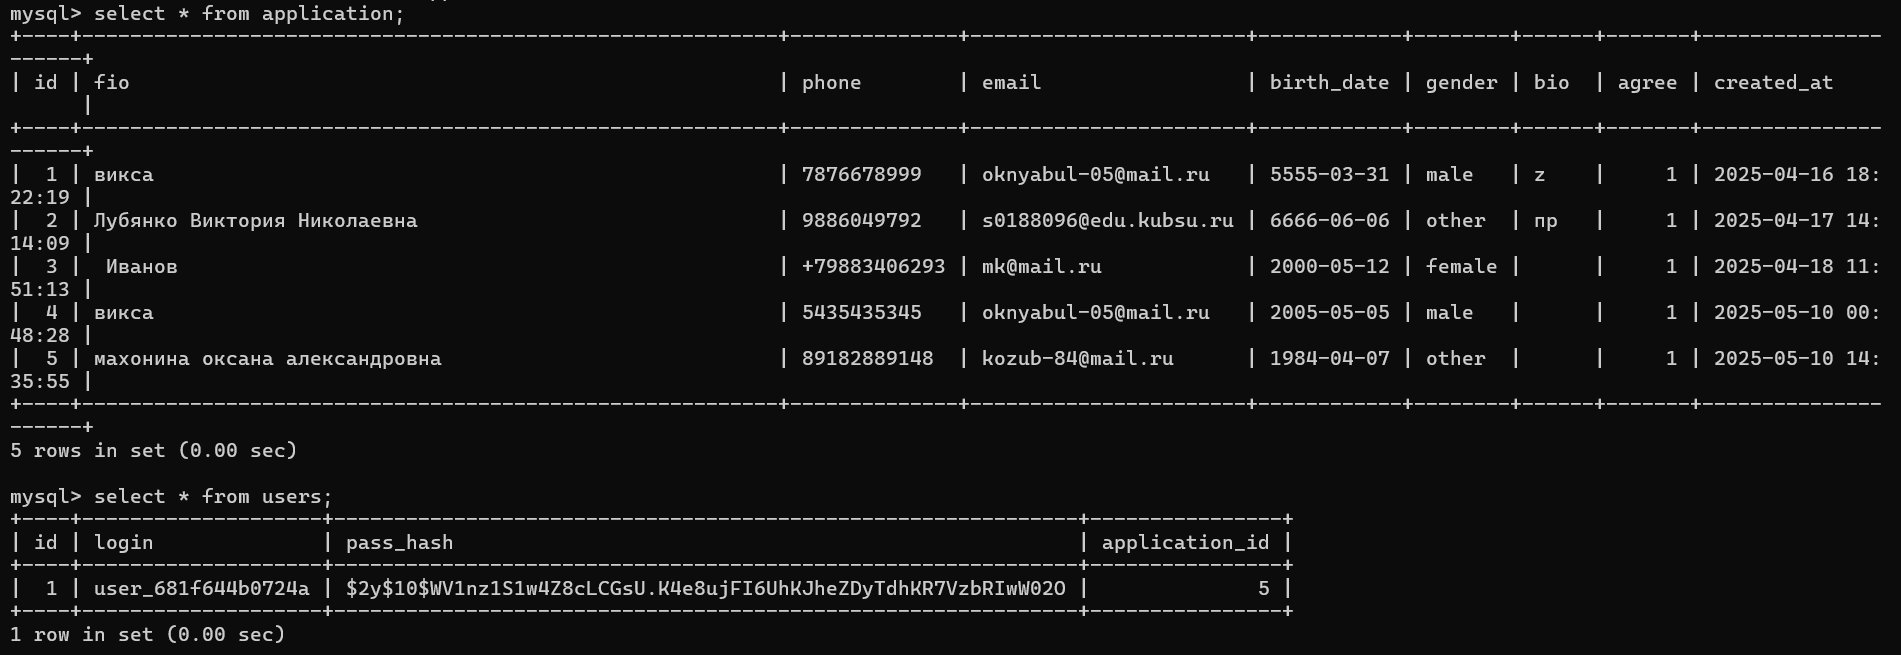 mysql> select * from application;
+----+----------------------------------------------------------+--------------+-----------------------+------------+--------+------+-------+---------------
------+
| id | fio                                                      | phone        | email                 | birth_date | gender | bio  | agree | created_at
      |
+----+----------------------------------------------------------+--------------+-----------------------+------------+--------+------+-------+---------------
------+
|  1 | викса                                                    | 7876678999   | oknyabul-05@mail.ru   | 5555-03-31 | male   | z    |     1 | 2025-04-16 18:
22:19 |
|  2 | Лубянко Виктория Николаевна                              | 9886049792   | s0188096@edu.kubsu.ru | 6666-06-06 | other  | пр   |     1 | 2025-04-17 14:
14:09 |
|  3 |  Иванов                                                  | +79883406293 | mk@mail.ru            | 2000-05-12 | female |      |     1 | 2025-04-18 11:
51:13 |
|  4 | викса                                                    | 5435435345   | oknyabul-05@mail.ru   | 2005-05-05 | male   |      |     1 | 2025-05-10 00:
48:28 |
|  5 | махонина оксана александровна                            | 89182889148  | kozub-84@mail.ru      | 1984-04-07 | other  |      |     1 | 2025-05-10 14:
35:55 |
+----+----------------------------------------------------------+--------------+-----------------------+------------+--------+------+-------+---------------
------+
5 rows in set (0.00 sec)
mysql> select * from users;
+----+--------------------+--------------------------------------------------------------+----------------+
| id | login              | pass_hash                                                    | application_id |
+----+--------------------+--------------------------------------------------------------+----------------+
|  1 | user_681f644b0724a | $2y$10$WV1nz1S1w4Z8cLCGsU.K4e8ujFI6UhKJheZDyTdhKR7VzbRIwW02O |              5 |
+----+--------------------+--------------------------------------------------------------+----------------+
1 row in set (0.00 sec)